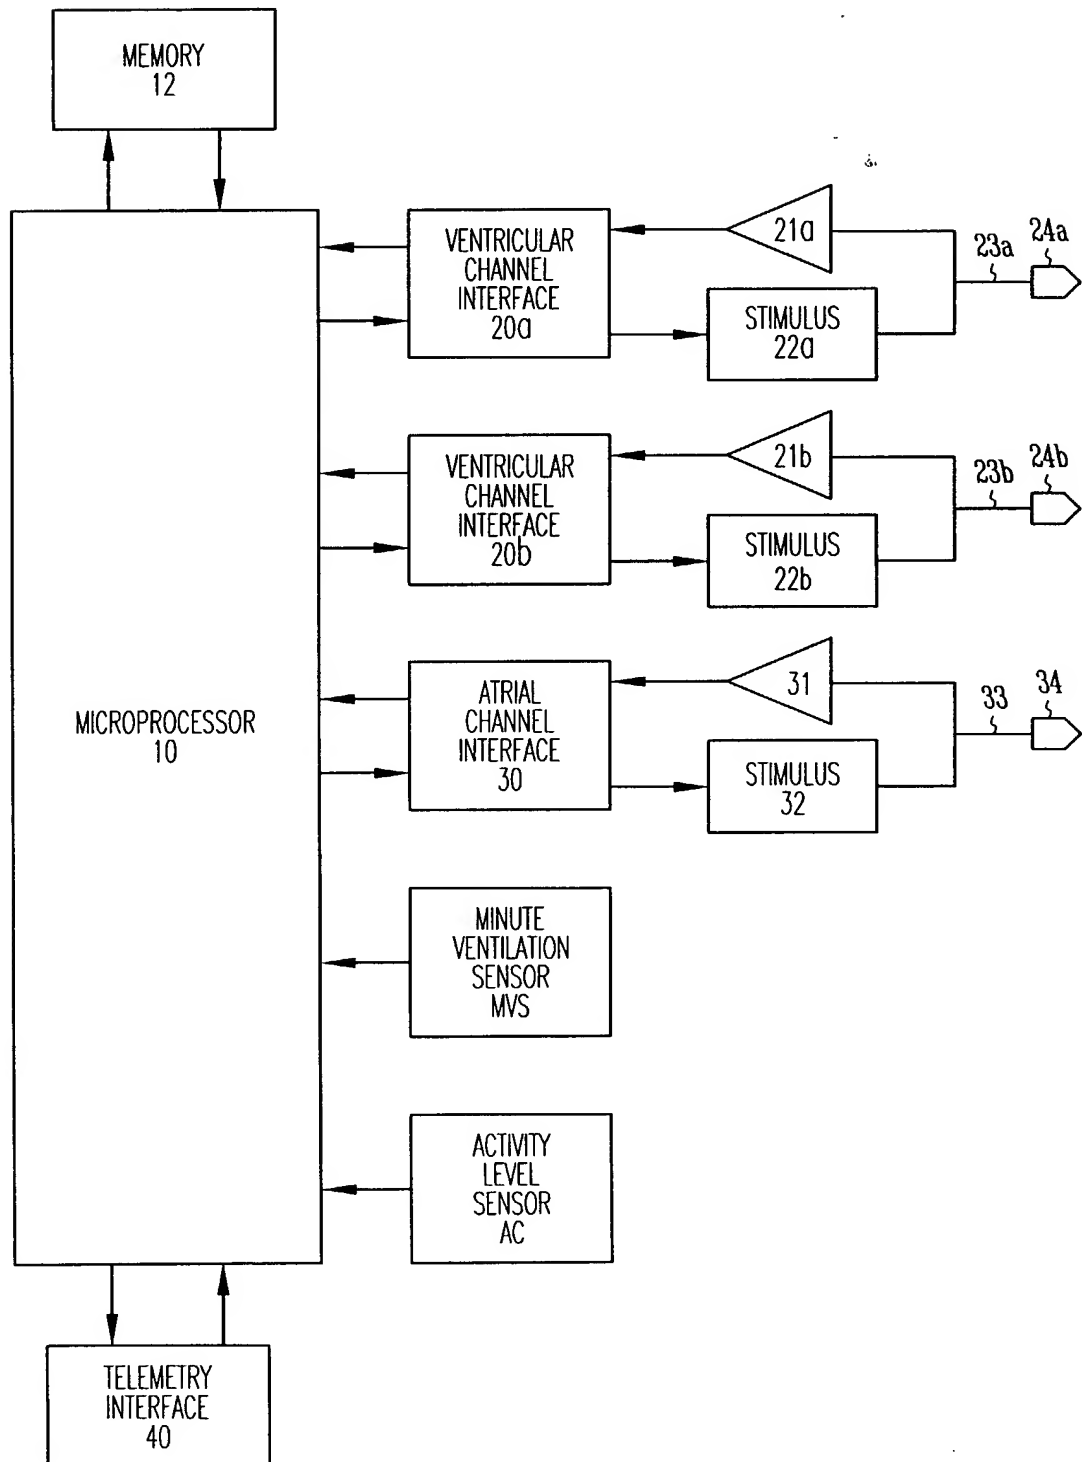 MEMORY
12
VENTRICULAR
CHANNEL
INTERFACE
20a
21a
STIMULUS
22a
23a
24a
VENTRICULAR
CHANNEL
INTERFACE
20b
21b
STIMULUS
22b
23b
24b
MICROPROCESSOR
10
ATRIAL
CHANNEL
INTERFACE
30
31
STIMULUS
32
33
34
MINUTE
VENTILATION
SENSOR
MVS
ACTIVITY
LEVEL
SENSOR
AC
TELEMETRY
INTERFACE
40